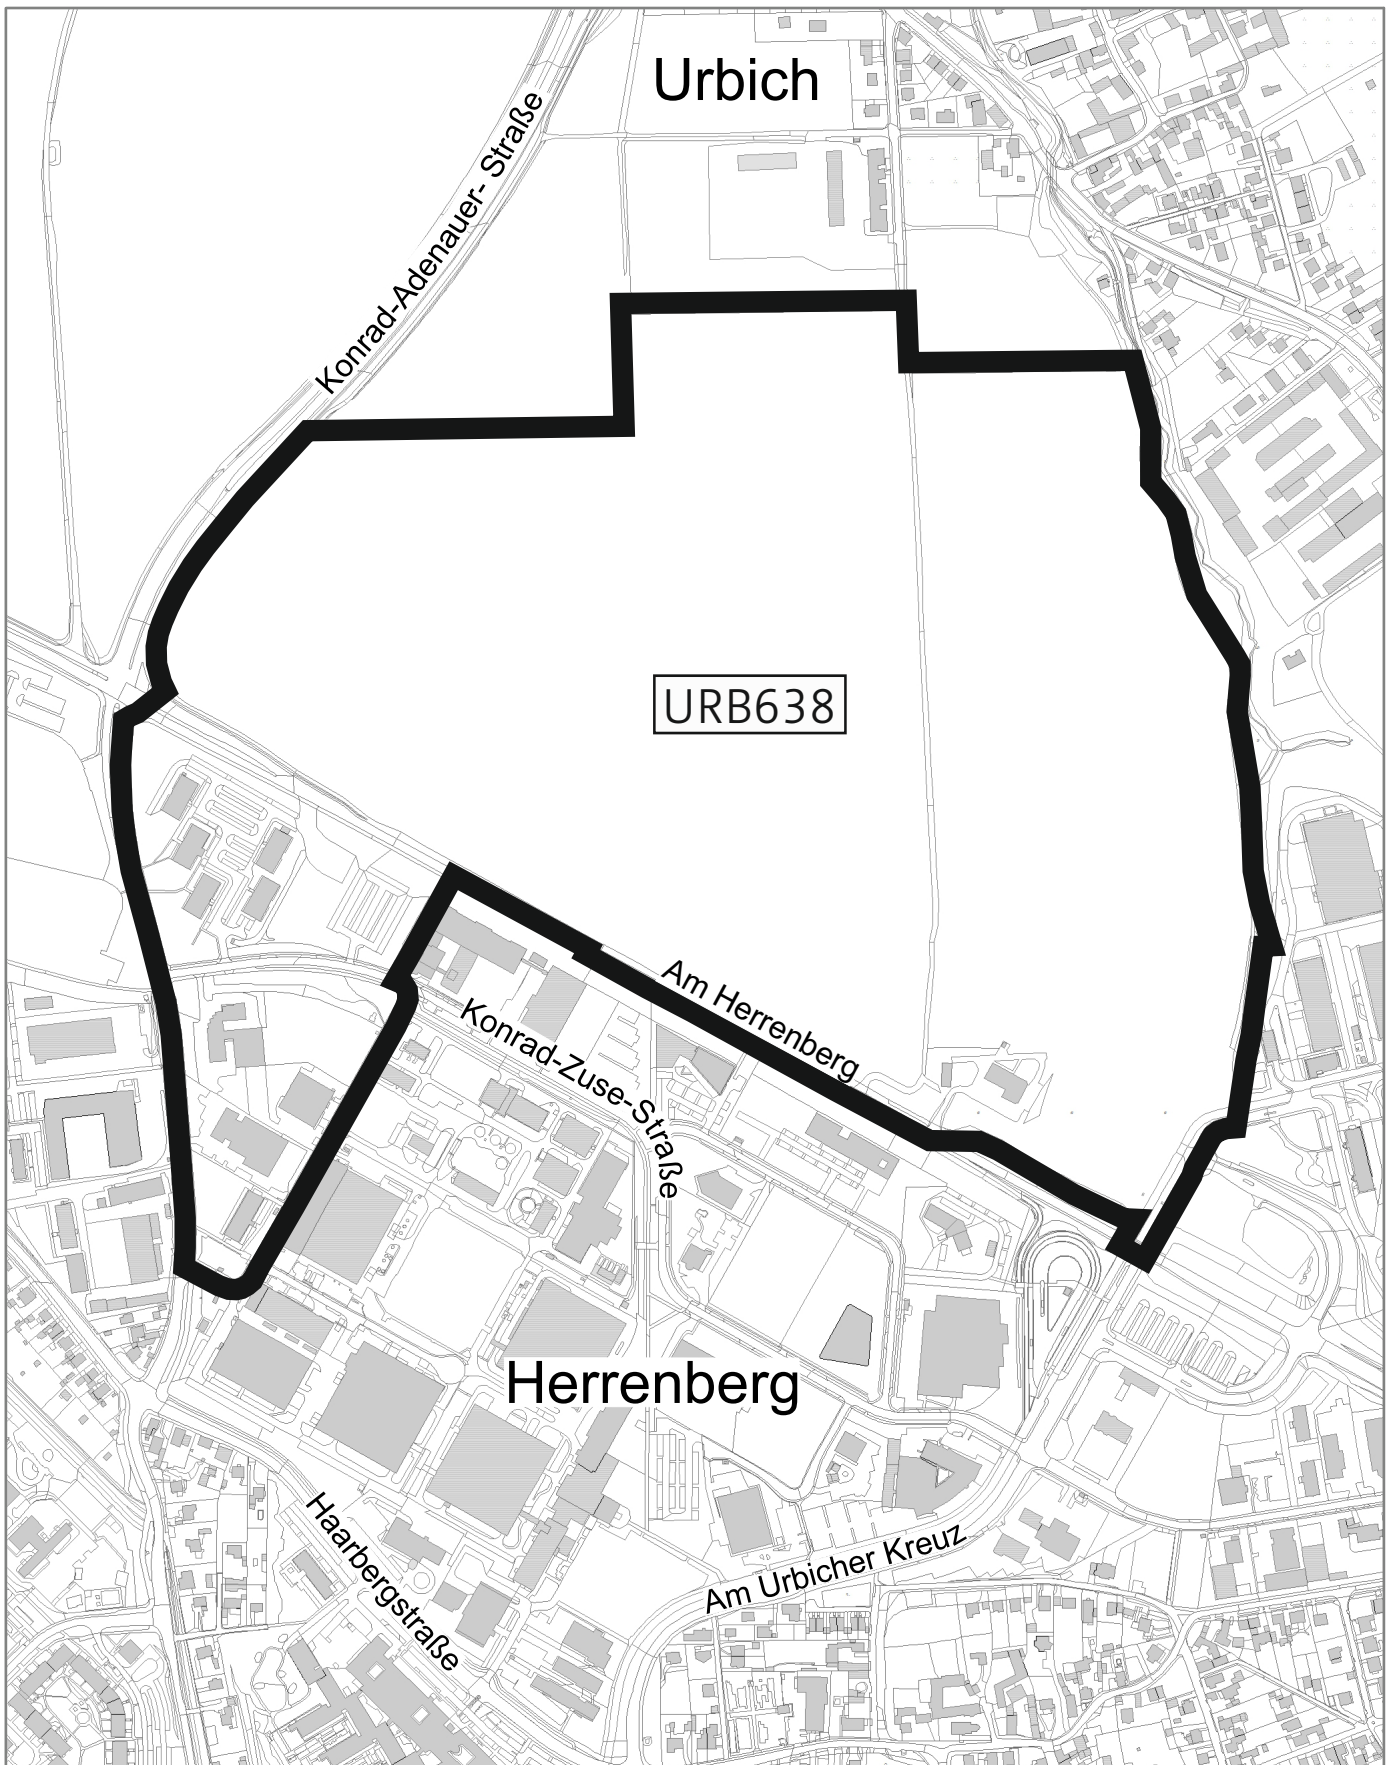 Urbich
Konrad-Adenauer- Straße
URB638
Am Herrenberg
Konrad-Zuse-Straße
Herrenberg
Haarbergstraße
Am Urbicher Kreuz